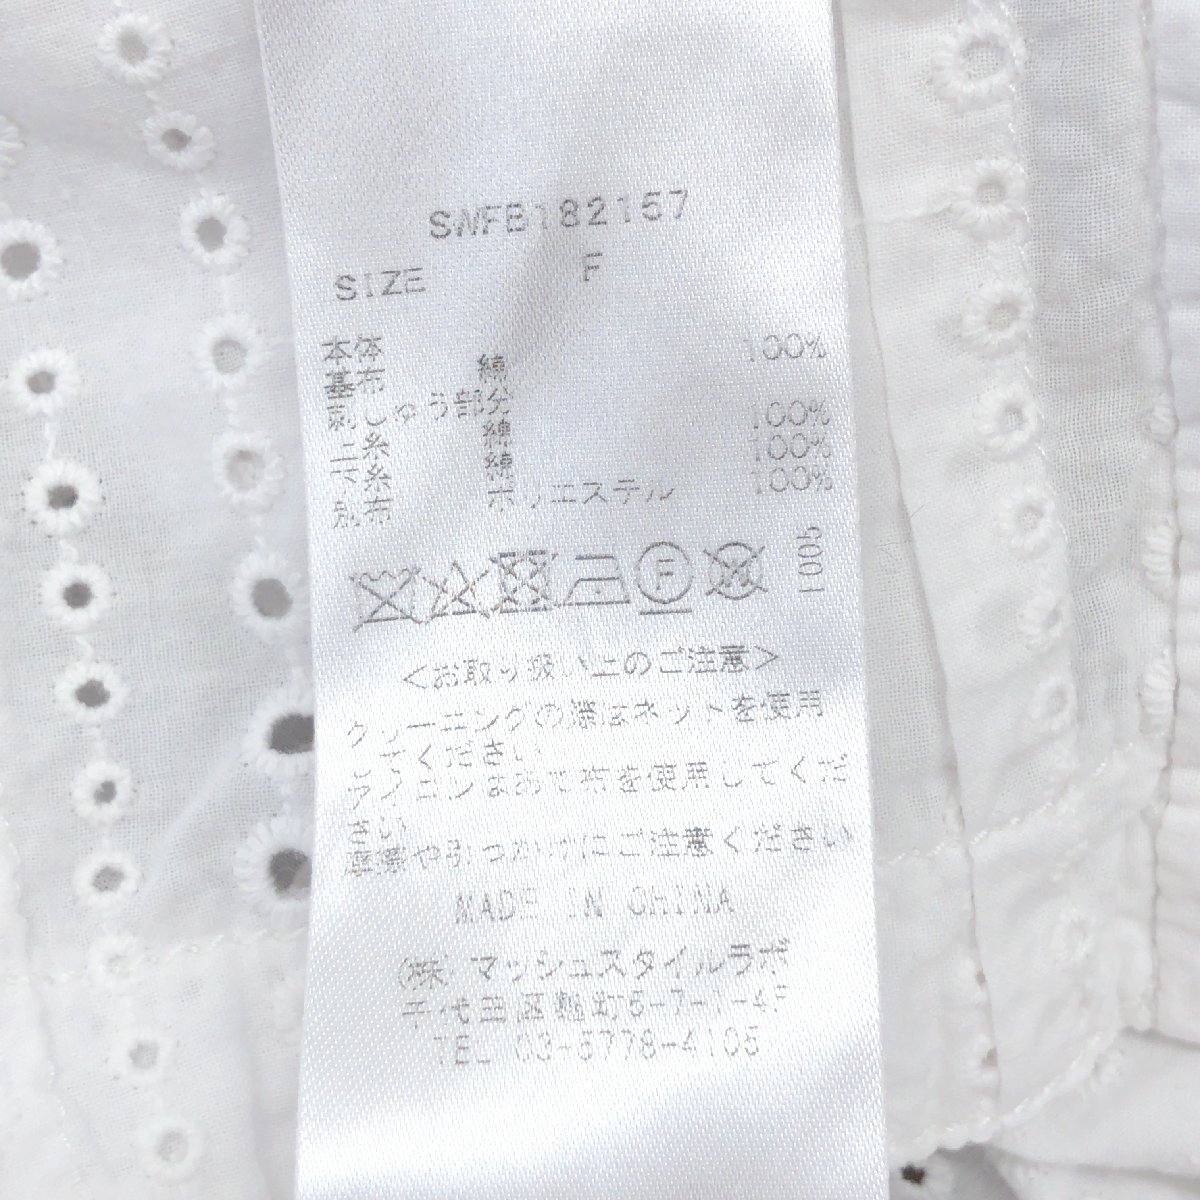 SWFB182157
SIZE F
本体
基布 綿 100%
刺しゅう部分
上糸 綿 100%
下糸 綿 100%
別布 ポリエステル 100%
1005
F
<お取り扱い上のご注意>
クリーニングの際はネットを使用
してください
アイロンはあて布を使用してくだ
さい
摩擦や引っかけにご注意ください
MADE IN CHINA
(株)マッシュスタイルラボ
千代田区麹町5-7-1-4F
TEL 03-5778-4105